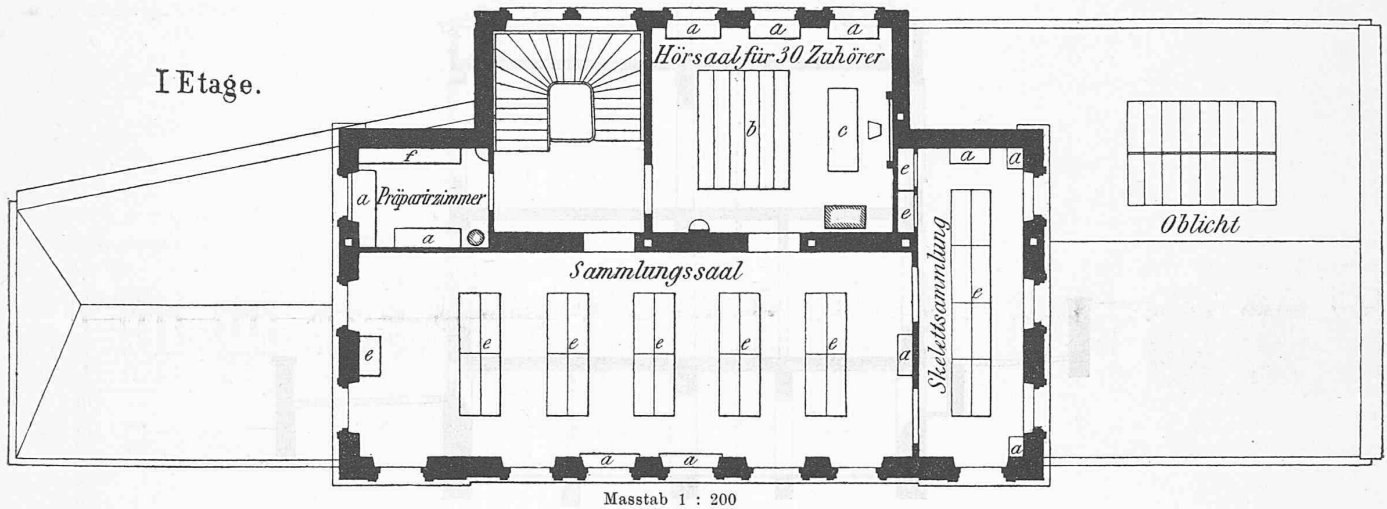 I Etage.
a a a
Hörsaal für 30 Zuhörer
b c
f
a Präparirzimmer
a
e
e
a a
Skelettsammlung
e
a
Oblicht
Sammlungssaal
e e e e e e
a
a a
Masstab 1 : 200